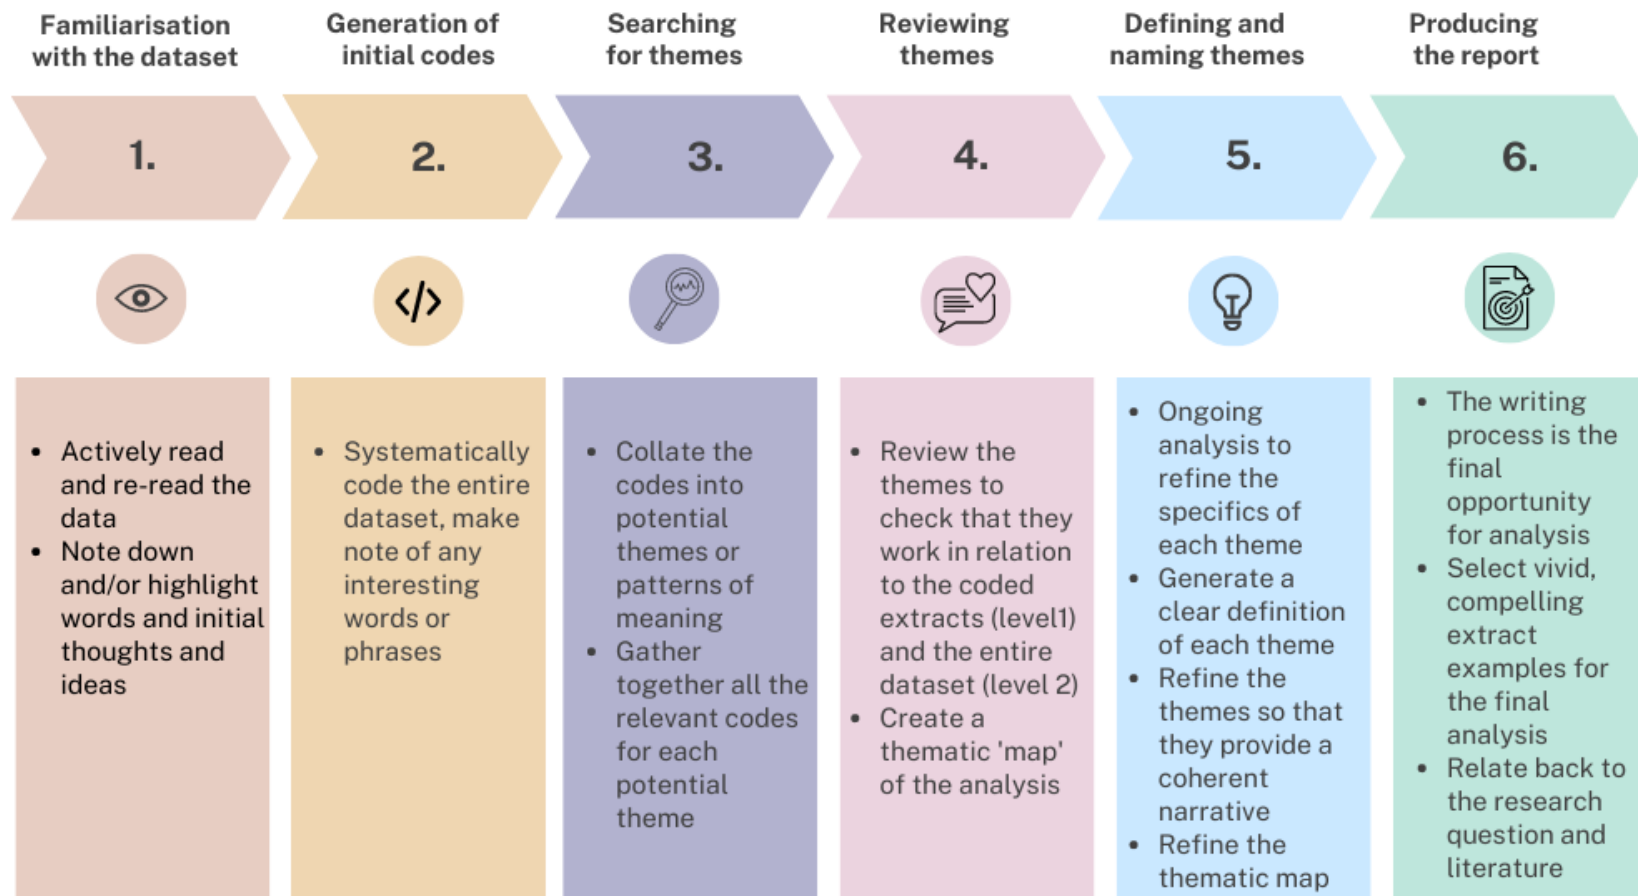 Familiarisation
with the dataset
Generation of
initial codes
Searching
for themes
Reviewing
themes
Defining and
naming themes
Producing
the report
1.
2.
3.
4.
5.
6.
</>
• Actively read
and re-read the
data
• Note down
and/or highlight
words and initial
thoughts and
ideas
• Systematically
code the entire
dataset, make
note of any
interesting
words or
phrases
• Collate the
codes into
potential
themes or
patterns of
meaning
• Gather
together all the
relevant codes
for each
potential
theme
• Review the
themes to
check that they
work in relation
to the coded
extracts (level1)
and the entire
dataset (level 2)
• Create a
thematic 'map'
of the analysis
• Ongoing
analysis to
refine the
specifics of
each theme
• Generate a
clear definition
of each theme
• Refine the
themes so that
they provide a
coherent
narrative
• Refine the
thematic map
• The writing
process is the
final
opportunity
for analysis
• Select vivid,
compelling
extract
examples for
the final
analysis
• Relate back to
the research
question and
literature